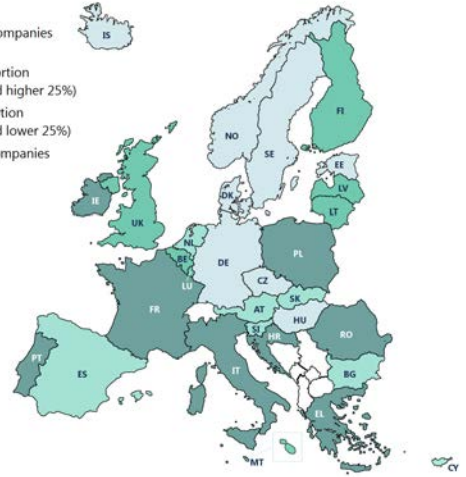 ompanies
rtion
d higher 25%)
tion
d lower 25%)
mpanies
IS
FI
NO
SE
EE
LV
LT
DK
IE
UK
NL
BE
DE
PL
LU
CZ
FR
AT
SK
HU
SI
HR
RO
PT
ES
IT
BG
EL
MT
CY